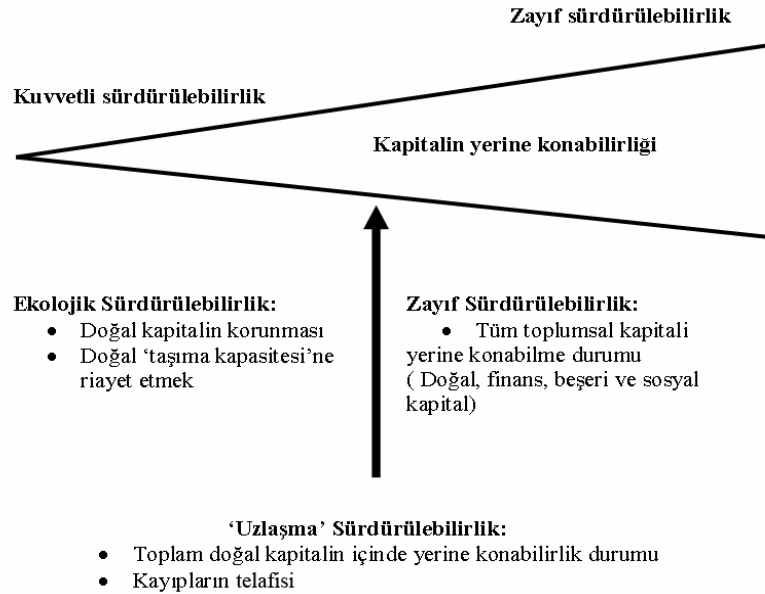 Zayıf sürdürülebilirlik
Kuvvetli sürdürülebilirlik
Kapitalin yerine konabilirliği
Ekolojik Sürdürülebilirlik:
• Doğal kapitalin korunması
• Doğal ‘taşıma kapasitesi’ne
riayet etmek
Zayıf Sürdürülebilirlik:
• Tüm toplumsal kapitali
yerine konabilme durumu
( Doğal, finans, beşeri ve sosyal
kapital)
‘Uzlaşma’ Sürdürülebilirlik:
• Toplam doğal kapitalin içinde yerine konabilirlik durumu
• Kayıpların telafisi